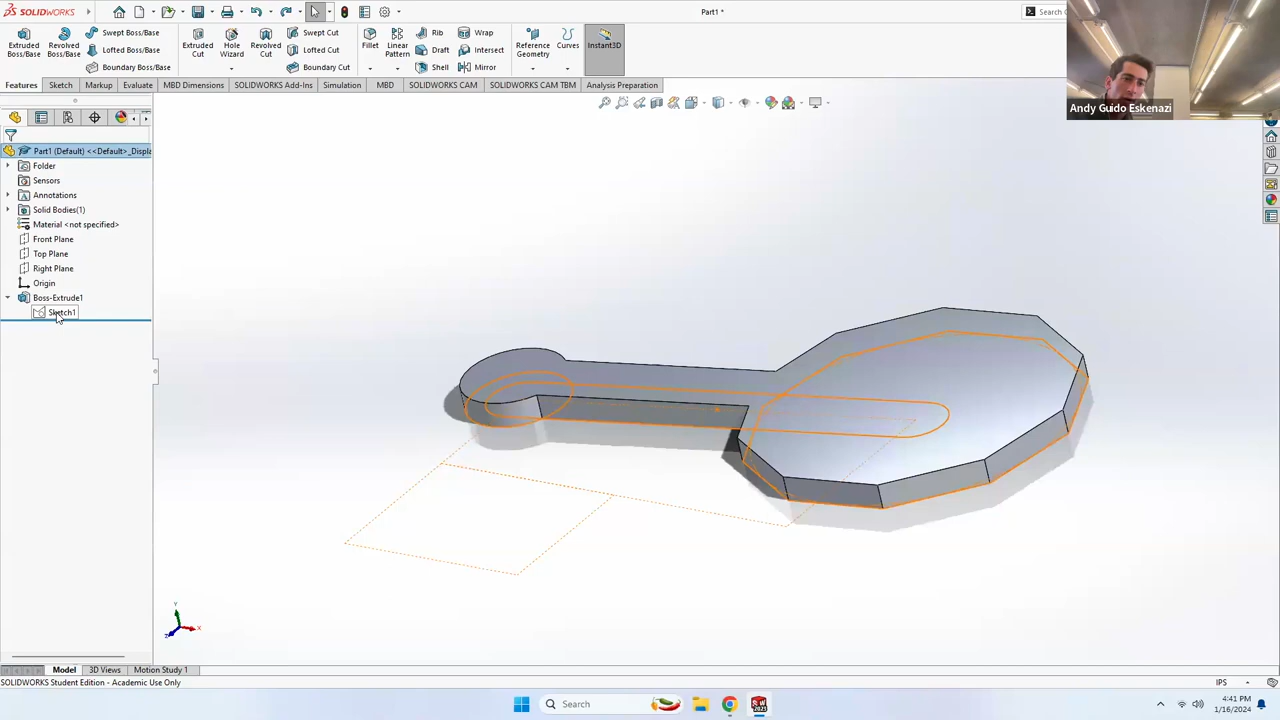 SOLIDWORKS
Part1 *
Search
Extruded Boss/Base
Revolved Boss/Base
Swept Boss/Base
Lofted Boss/Base
Boundary Boss/Base
Extruded Cut
Hole Wizard
Revolved Cut
Swept Cut
Lofted Cut
Boundary Cut
Fillet
Linear Pattern
Rib
Draft
Shell
Wrap
Intersect
Mirror
Reference Geometry
Curves
Instant3D
Features
Sketch
Markup
Evaluate
MBD Dimensions
SOLIDWORKS Add-Ins
Simulation
MBD
SOLIDWORKS CAM
SOLIDWORKS CAM TBM
Analysis Preparation
Andy Guido Eskenazi
Part1 (Default) <<Default>_Displa
Folder
Sensors
Annotations
Solid Bodies(1)
Material <not specified>
Front Plane
Top Plane
Right Plane
Origin
Boss-Extrude1
Sketch1
Y
X
Z
Model
3D Views
Motion Study 1
SOLIDWORKS Student Edition - Academic Use Only
IPS
Search
4:41 PM
1/16/2024